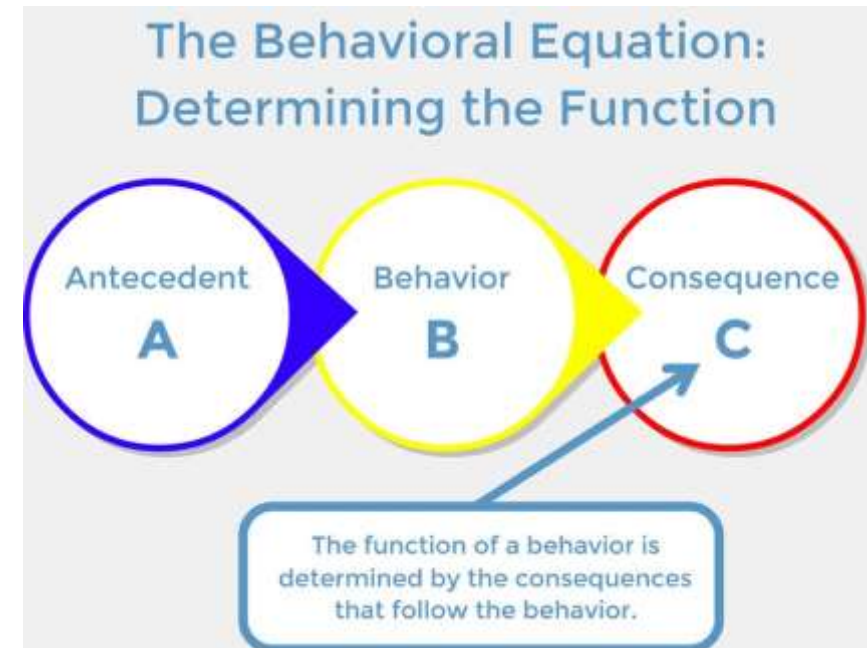 The Behavioral Equation:
Determining the Function
Antecedent
A
Behavior
B
Consequence
C
The function of a behavior is
determined by the consequences
that follow the behavior.